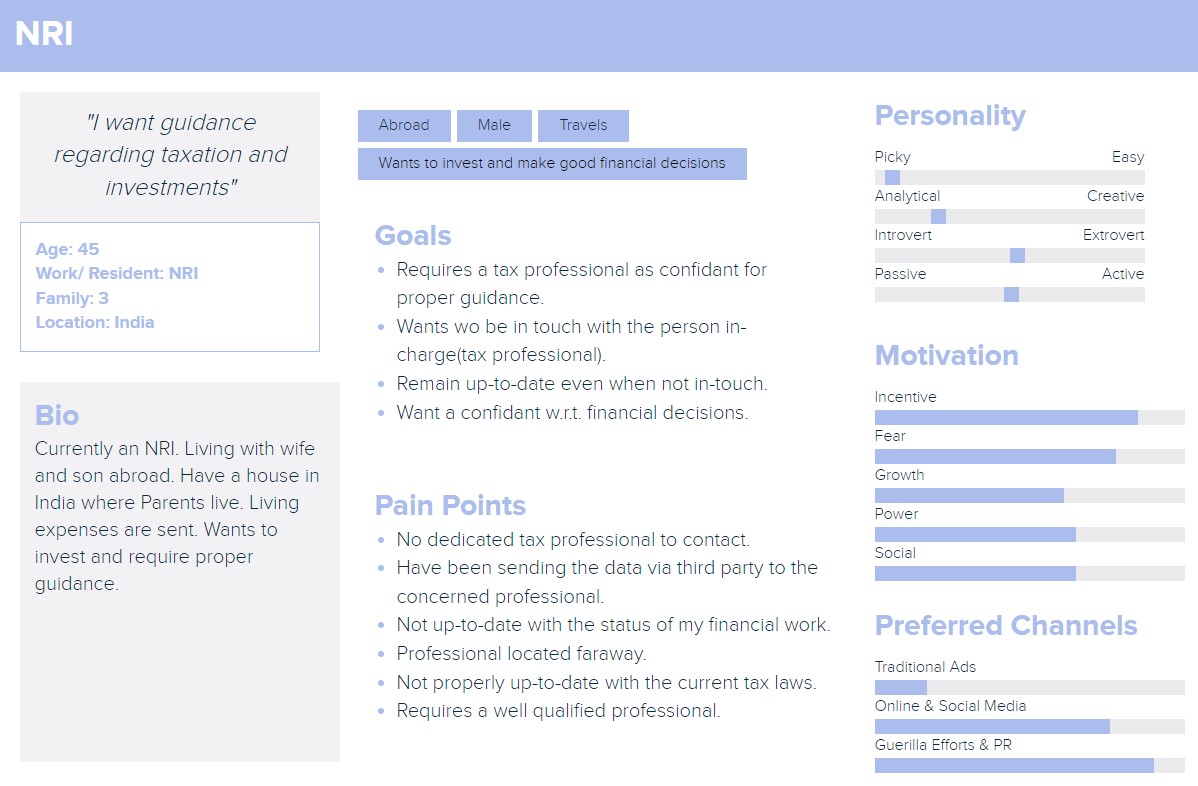 NRI
"I want guidance
regarding taxation and
investments"
Age: 45
Work/ Resident: NRI
Family: 3
Location: India
Bio
Currently an NRI. Living with wife
and son abroad. Have a house in
India where Parents live. Living
expenses are sent. Wants to
invest and require proper
guidance.
Abroad Male Travels
Wants to invest and make good financial decisions
Goals
• Requires a tax professional as confidant for
proper guidance.
• Wants wo be in touch with the person in-
charge(tax professional).
• Remain up-to-date even when not in-touch.
• Want a confidant w.r.t. financial decisions.
Pain Points
• No dedicated tax professional to contact.
• Have been sending the data via third party to the
concerned professional.
• Not up-to-date with the status of my financial work.
• Professional located faraway.
• Not properly up-to-date with the current tax laws.
• Requires a well qualified professional.
Personality
Picky Easy
Analytical Creative
Introvert Extrovert
Passive Active
Motivation
Incentive
Fear
Growth
Power
Social
Preferred Channels
Traditional Ads
Online & Social Media
Guerilla Efforts & PR